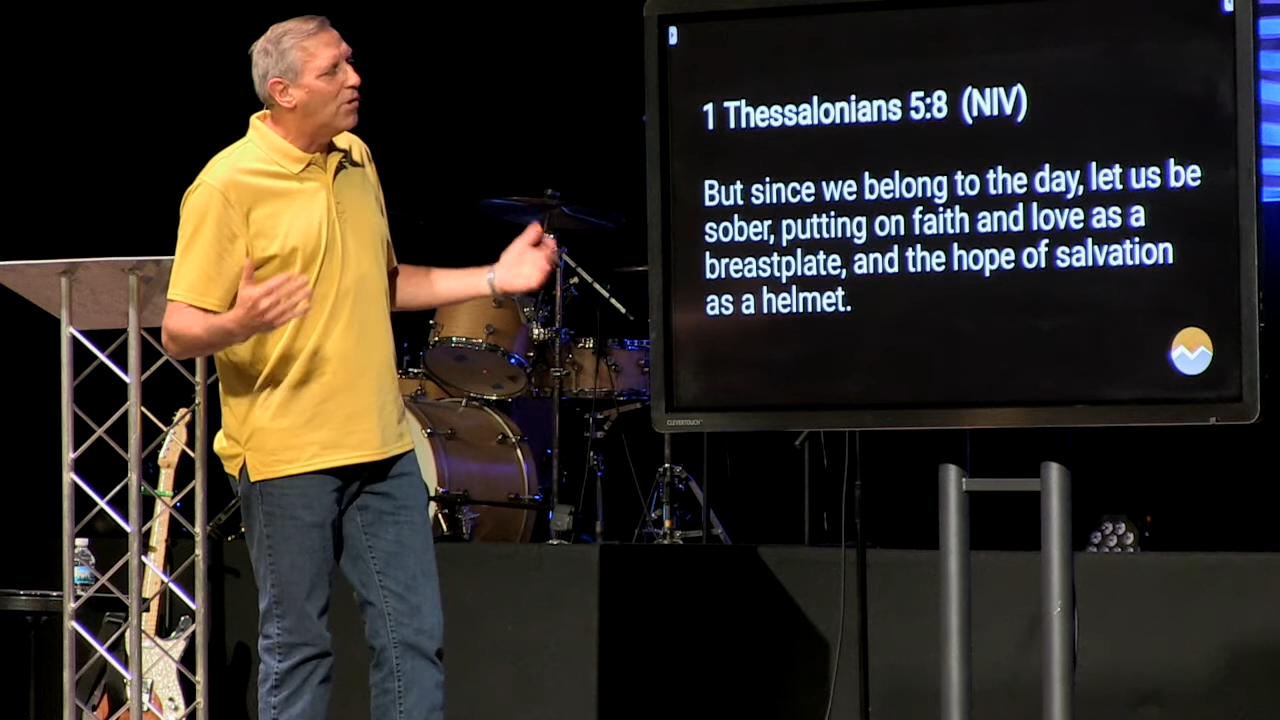 1 Thessalonians 5:8 (NIV)
But since we belong to the day, let us be
sober, putting on faith and love as a
breastplate, and the hope of salvation
as a helmet.
CLEVERTOUCH